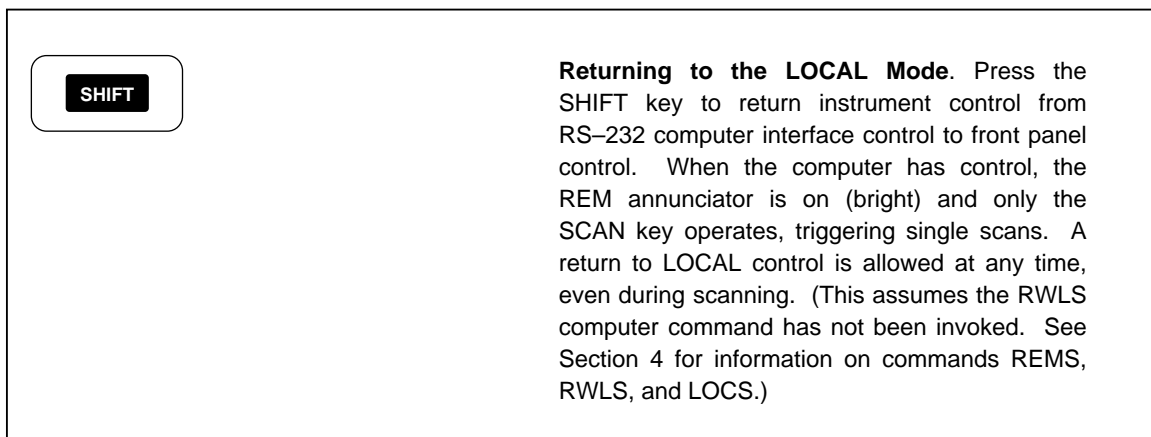 SHIFT
Returning to the LOCAL Mode. Press the
SHIFT key to return instrument control from
RS–232 computer interface control to front panel
control. When the computer has control, the
REM annunciator is on (bright) and only the
SCAN key operates, triggering single scans. A
return to LOCAL control is allowed at any time,
even during scanning. (This assumes the RWLS
computer command has not been invoked. See
Section 4 for information on commands REMS,
RWLS, and LOCS.)